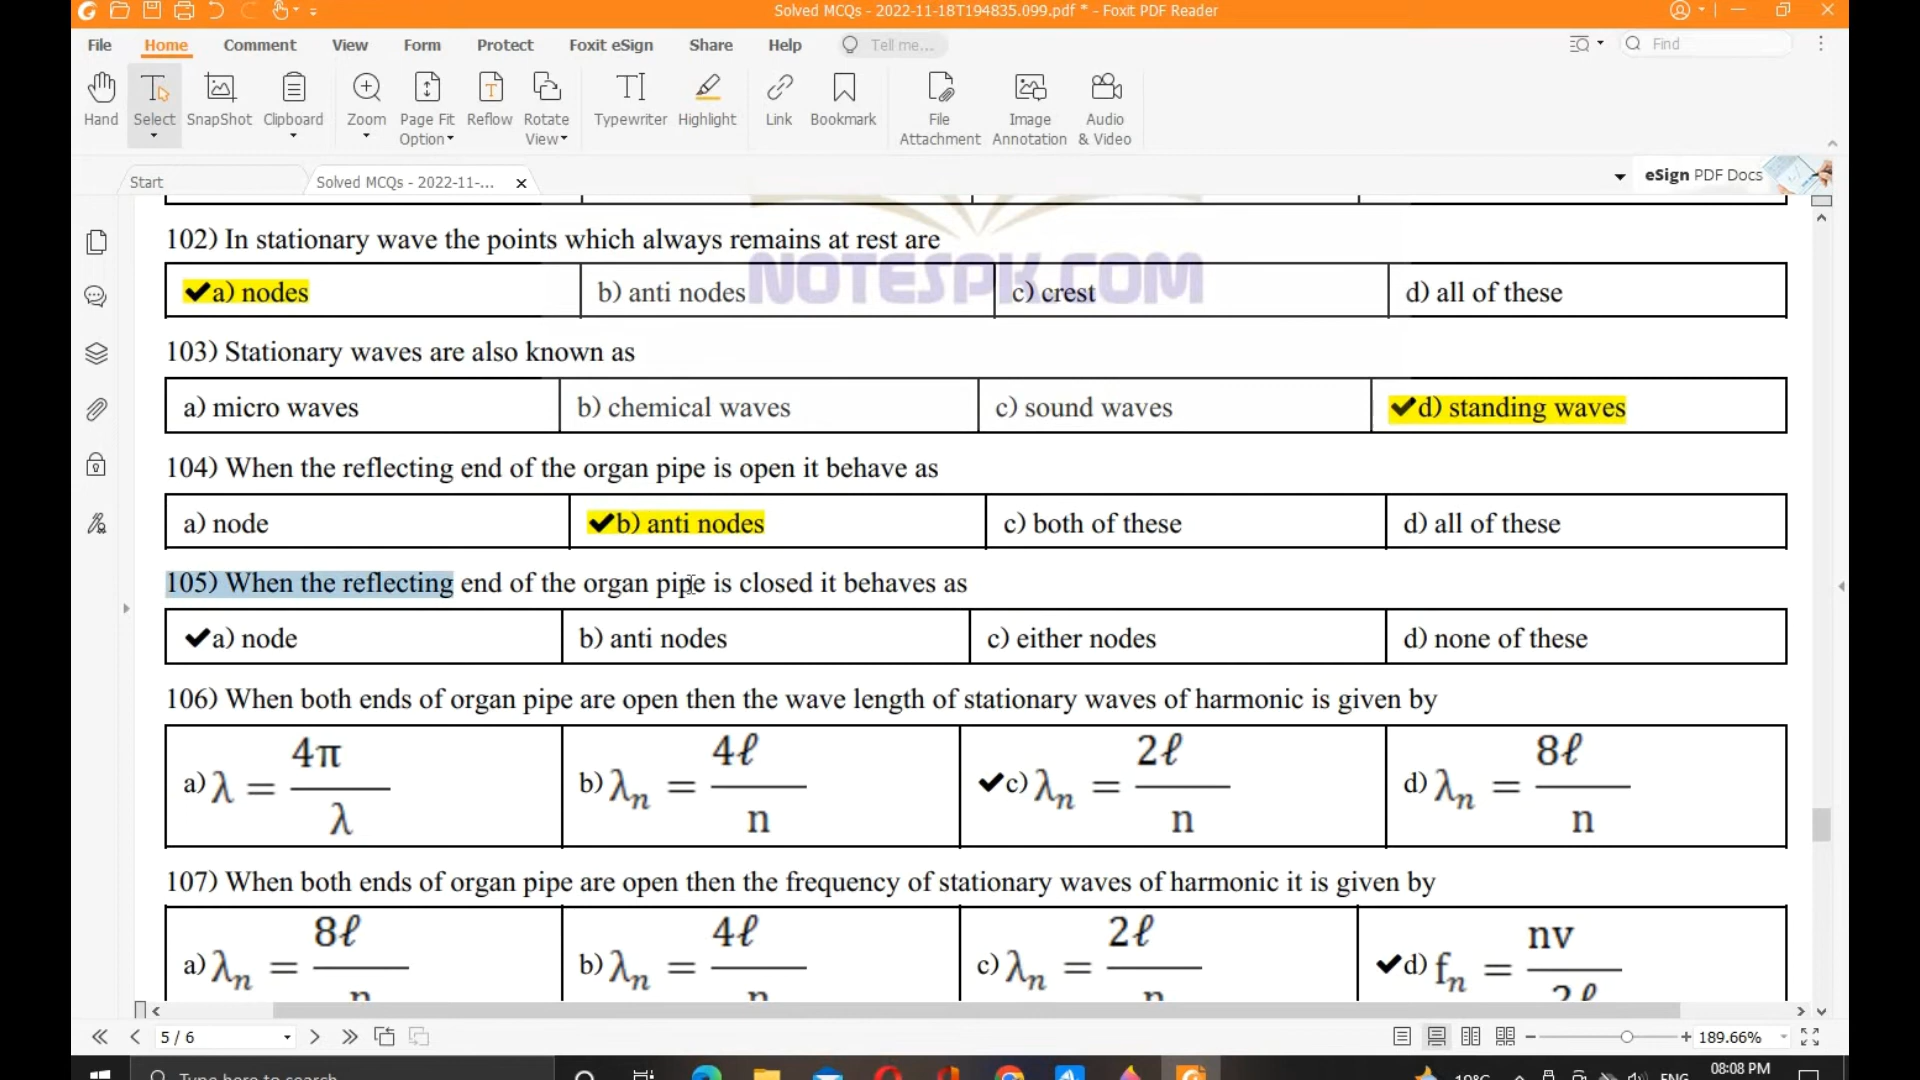 Solved MCQs - 2022-11-18T194835.099.pdf * - Foxit PDF Reader
File Home Comment View Form Protect Foxit eSign Share Help Tell me... Find
Hand Select SnapShot Clipboard Zoom Page Fit Option Reflow Rotate View Typewriter Highlight Link Bookmark File Attachment Image Annotation Audio & Video
Start Solved MCQs - 2022-11-... eSign PDF Docs
102) In stationary wave the points which always remains at rest are
NOTESPK.COM
✔a) nodes b) anti nodes c) crest d) all of these
103) Stationary waves are also known as
a) micro waves b) chemical waves c) sound waves ✔d) standing waves
104) When the reflecting end of the organ pipe is open it behave as
a) node ✔b) anti nodes c) both of these d) all of these
105) When the reflecting end of the organ pipe is closed it behaves as
✔a) node b) anti nodes c) either nodes d) none of these
106) When both ends of organ pipe are open then the wave length of stationary waves of harmonic is given by
a) λ = 4π/λ b) λn = 4ℓ/n ✔c) λn = 2ℓ/n d) λn = 8ℓ/n
107) When both ends of organ pipe are open then the frequency of stationary waves of harmonic it is given by
a) λn = 8ℓ/n b) λn = 4ℓ/n c) λn = 2ℓ/n ✔d) fn = nv/2ℓ
5 / 6 189.66%
Type here to search 19°C ENG 08:08 PM